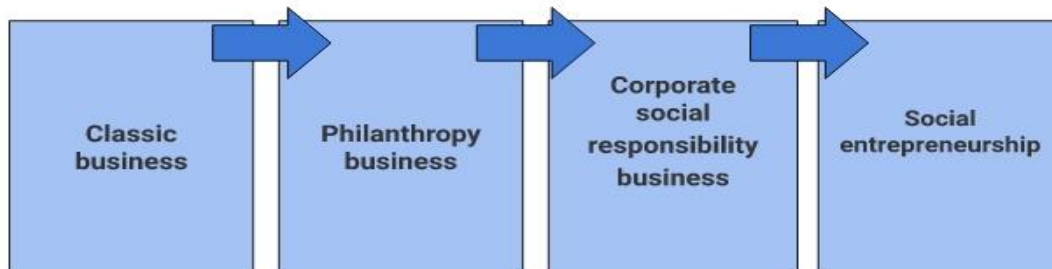 Classic
business
Philanthropy
business
Corporate
social
responsibility
business
Social
entrepreneurship